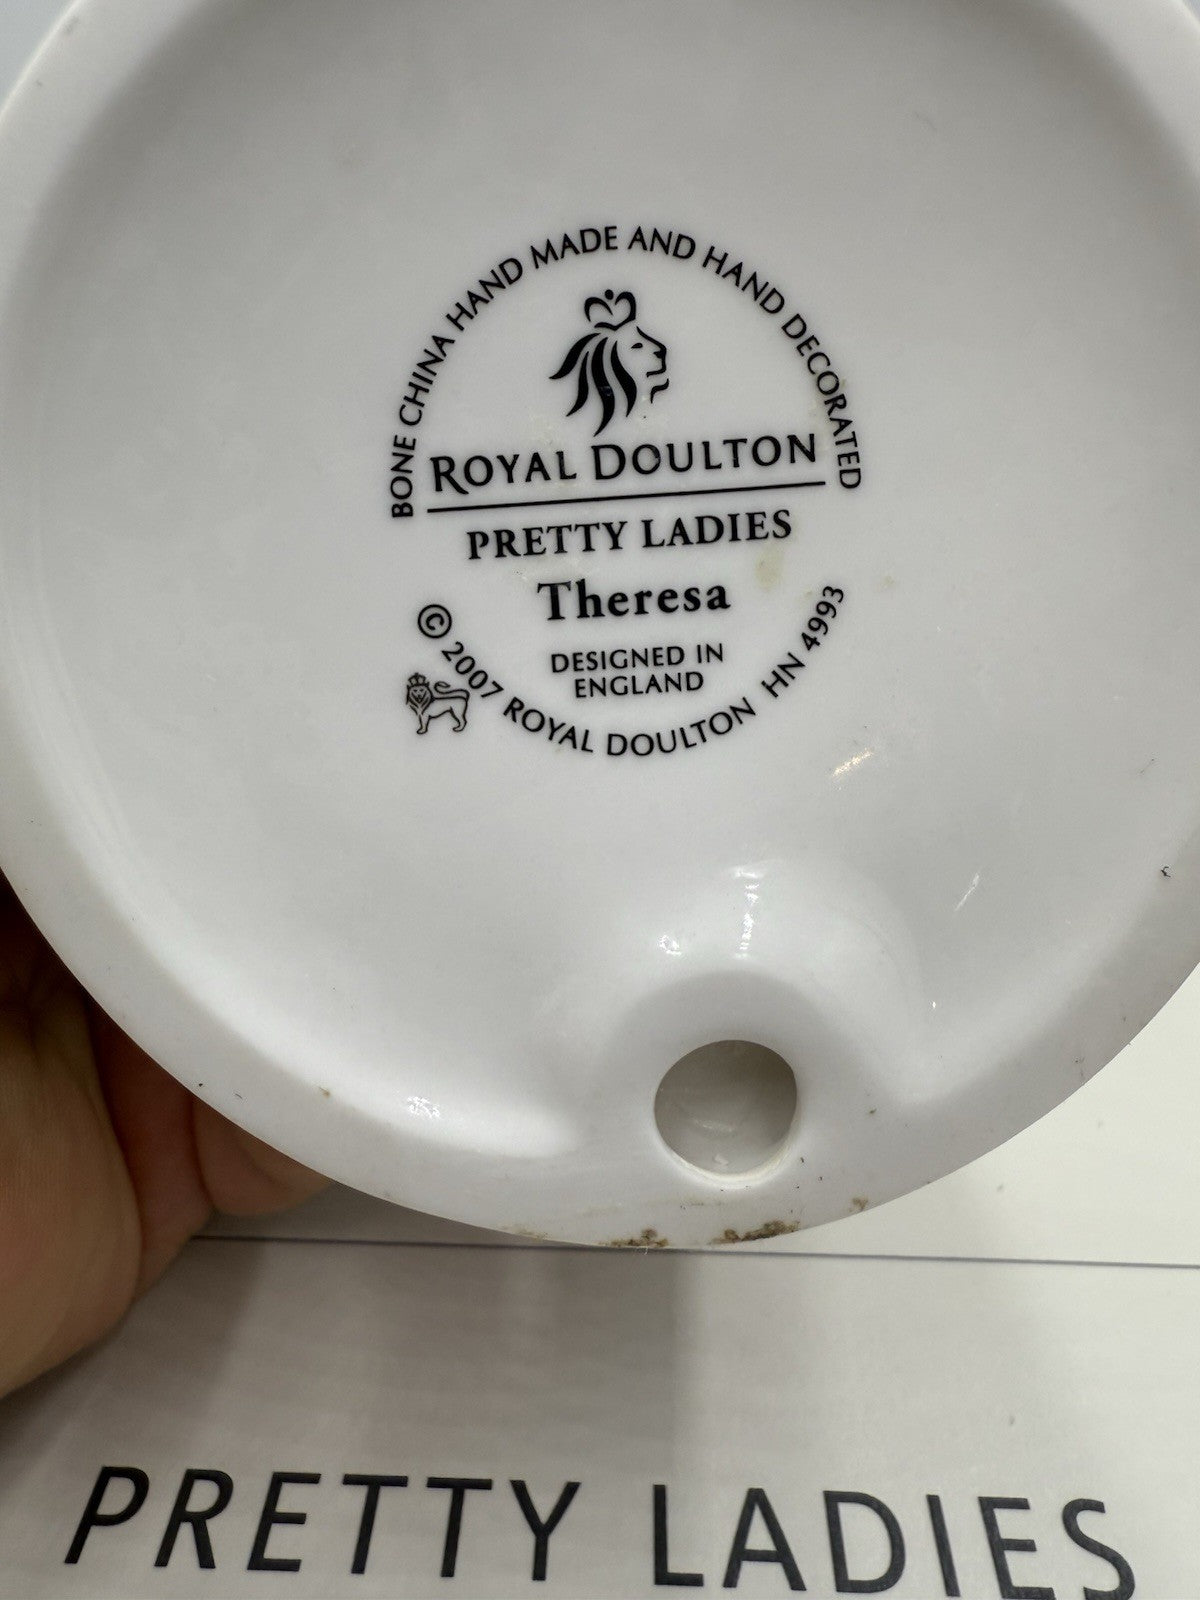 BONE CHINA HAND MADE AND HAND DECORATED
ROYAL DOULTON
PRETTY LADIES
Theresa
DESIGNED IN
ENGLAND
© 2007 ROYAL DOULTON HN 4993
PRETTY LADIES